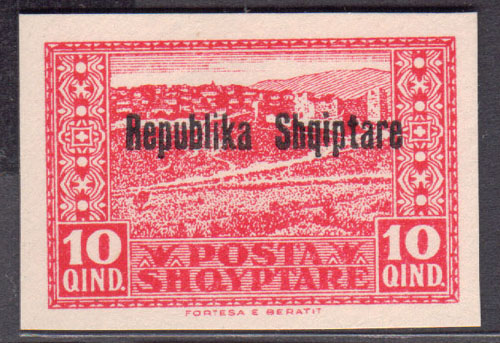 Republika Shqiptare
10 QIND.
POSTA
SHQYPTARE
10 QIND.
FORTESA E BERATIT